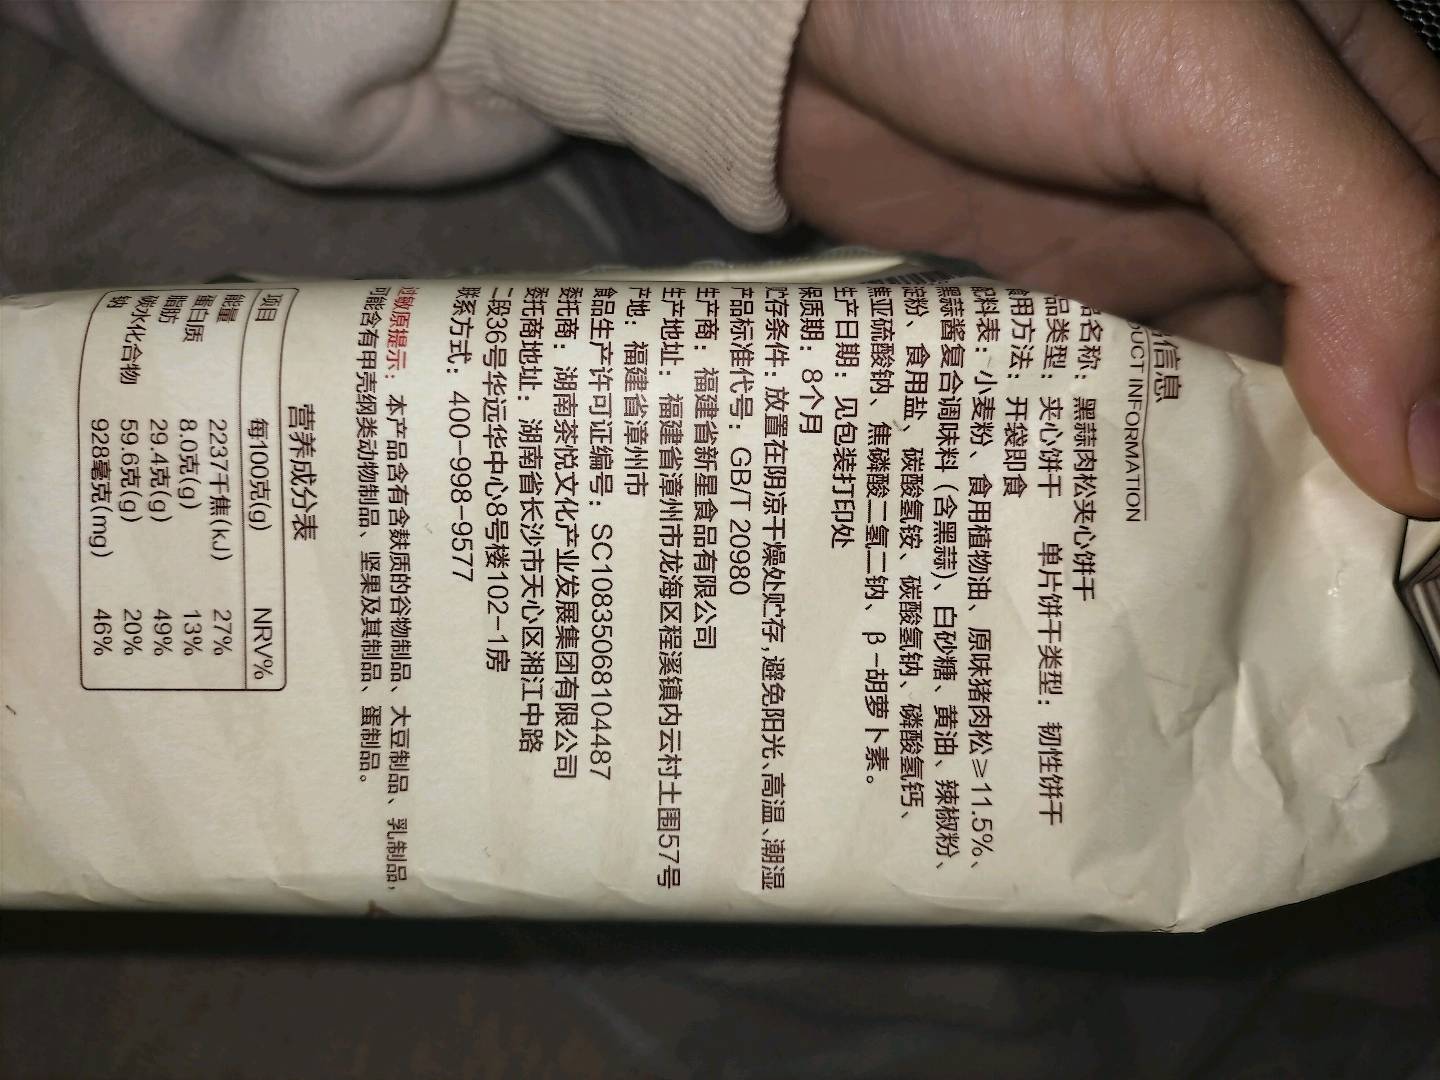 信息
DUCT INFORMATION
品名称：黑蒜肉松夹心饼干
品类型：夹心饼干 单片饼干类型：韧性饼干
食用方法：开袋即食
配料表：小麦粉、食用植物油、原味猪肉松≥11.5%、
黑蒜酱复合调味料（含黑蒜）、白砂糖、黄油、辣椒粉、
淀粉、食用盐、碳酸氢铵、碳酸氢钠、磷酸氢钙、
焦亚硫酸钠、焦磷酸二氢二钠、β-胡萝卜素。
生产日期：见包装打印处
保质期：8个月
贮存条件：放置在阴凉干燥处贮存，避免阳光、高温、潮湿
产品标准代号：GB/T 20980
生产商：福建省新星食品有限公司
生产地址：福建省漳州市龙海区程溪镇内云村土围57号
产地：福建省漳州市
食品生产许可证编号：SC10835068104487
委托商：湖南茶悦文化产业发展集团有限公司
委托商地址：湖南省长沙市天心区湘江中路
二段36号华远华中心8号楼102-1房
联系方式：400-998-9577
过敏原提示：本产品含有含麸质的谷物制品、大豆制品、乳制品，
可能含有甲壳纲类动物制品、坚果及其制品、蛋制品。
营养成分表
项目 每100克(g) NRV%
能量 2237千焦(kJ) 27%
蛋白质 8.0克(g) 13%
脂肪 29.4克(g) 49%
碳水化合物 59.6克(g) 20%
钠 928毫克(mg) 46%